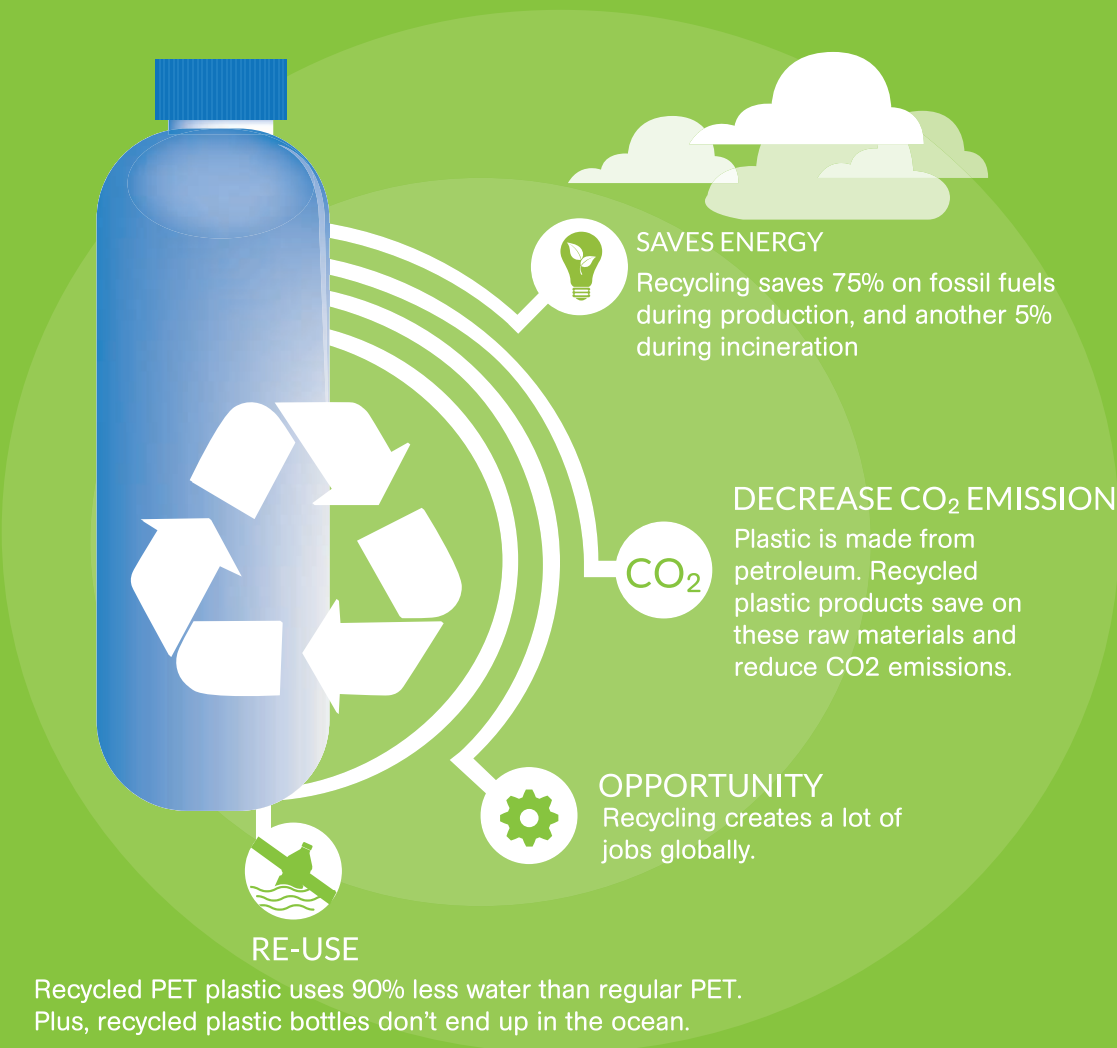 SAVES ENERGY
Recycling saves 75% on fossil fuels
during production, and another 5%
during incineration
DECREASE CO₂ EMISSION
Plastic is made from
petroleum. Recycled
plastic products save on
these raw materials and
reduce CO2 emissions.
CO₂
OPPORTUNITY
Recycling creates a lot of
jobs globally.
RE-USE
Recycled PET plastic uses 90% less water than regular PET.
Plus, recycled plastic bottles don’t end up in the ocean.